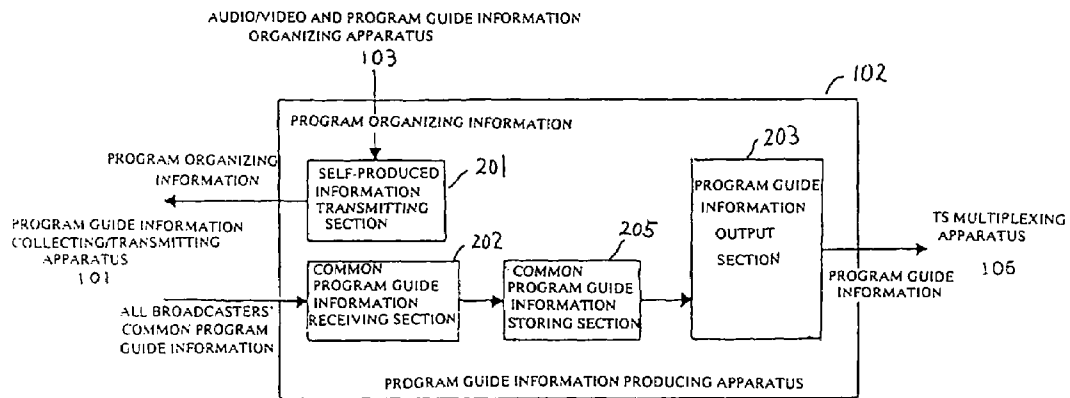 AUDIO/VIDEO AND PROGRAM GUIDE INFORMATION
ORGANIZING APPARATUS
103
102
PROGRAM ORGANIZING INFORMATION
203
PROGRAM ORGANIZING
INFORMATION
201
SELF-PRODUCED
INFORMATION
TRANSMITTING
SECTION
PROGRAM GUIDE
INFORMATION
OUTPUT
SECTION
PROGRAM GUIDE INFORMATION
COLLECTING/TRANSMITTING
APPARATUS
101
202
205
TS MULTIPLEXING
APPARATUS
106
COMMON
PROGRAM GUIDE
INFORMATION
RECEIVING SECTION
COMMON
PROGRAM GUIDE
INFORMATION
STORING SECTION
PROGRAM GUIDE
INFORMATION
ALL BROADCASTERS'
COMMON PROGRAM
GUIDE INFORMATION
PROGRAM GUIDE INFORMATION PRODUCING APPARATUS